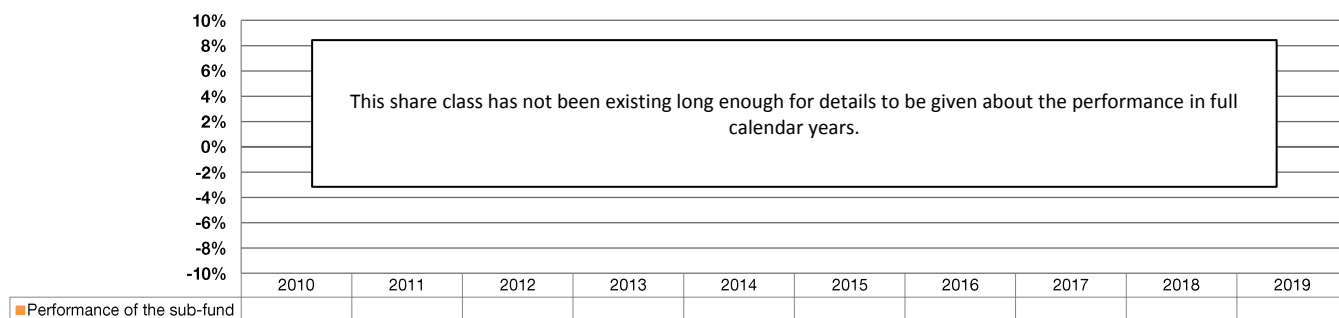 10%
8%
6%
4%
2%
0%
-2%
-4%
-6%
-8%
-10%
This share class has not been existing long enough for details to be given about the performance in full
calendar years.
2010 2011 2012 2013 2014 2015 2016 2017 2018 2019
Performance of the sub-fund